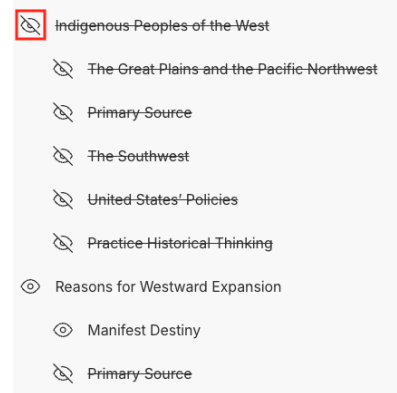 Indigenous Peoples of the West
The Great Plains and the Pacific Northwest
Primary Source
The Southwest
United States’ Policies
Practice Historical Thinking
Reasons for Westward Expansion
Manifest Destiny
Primary Source